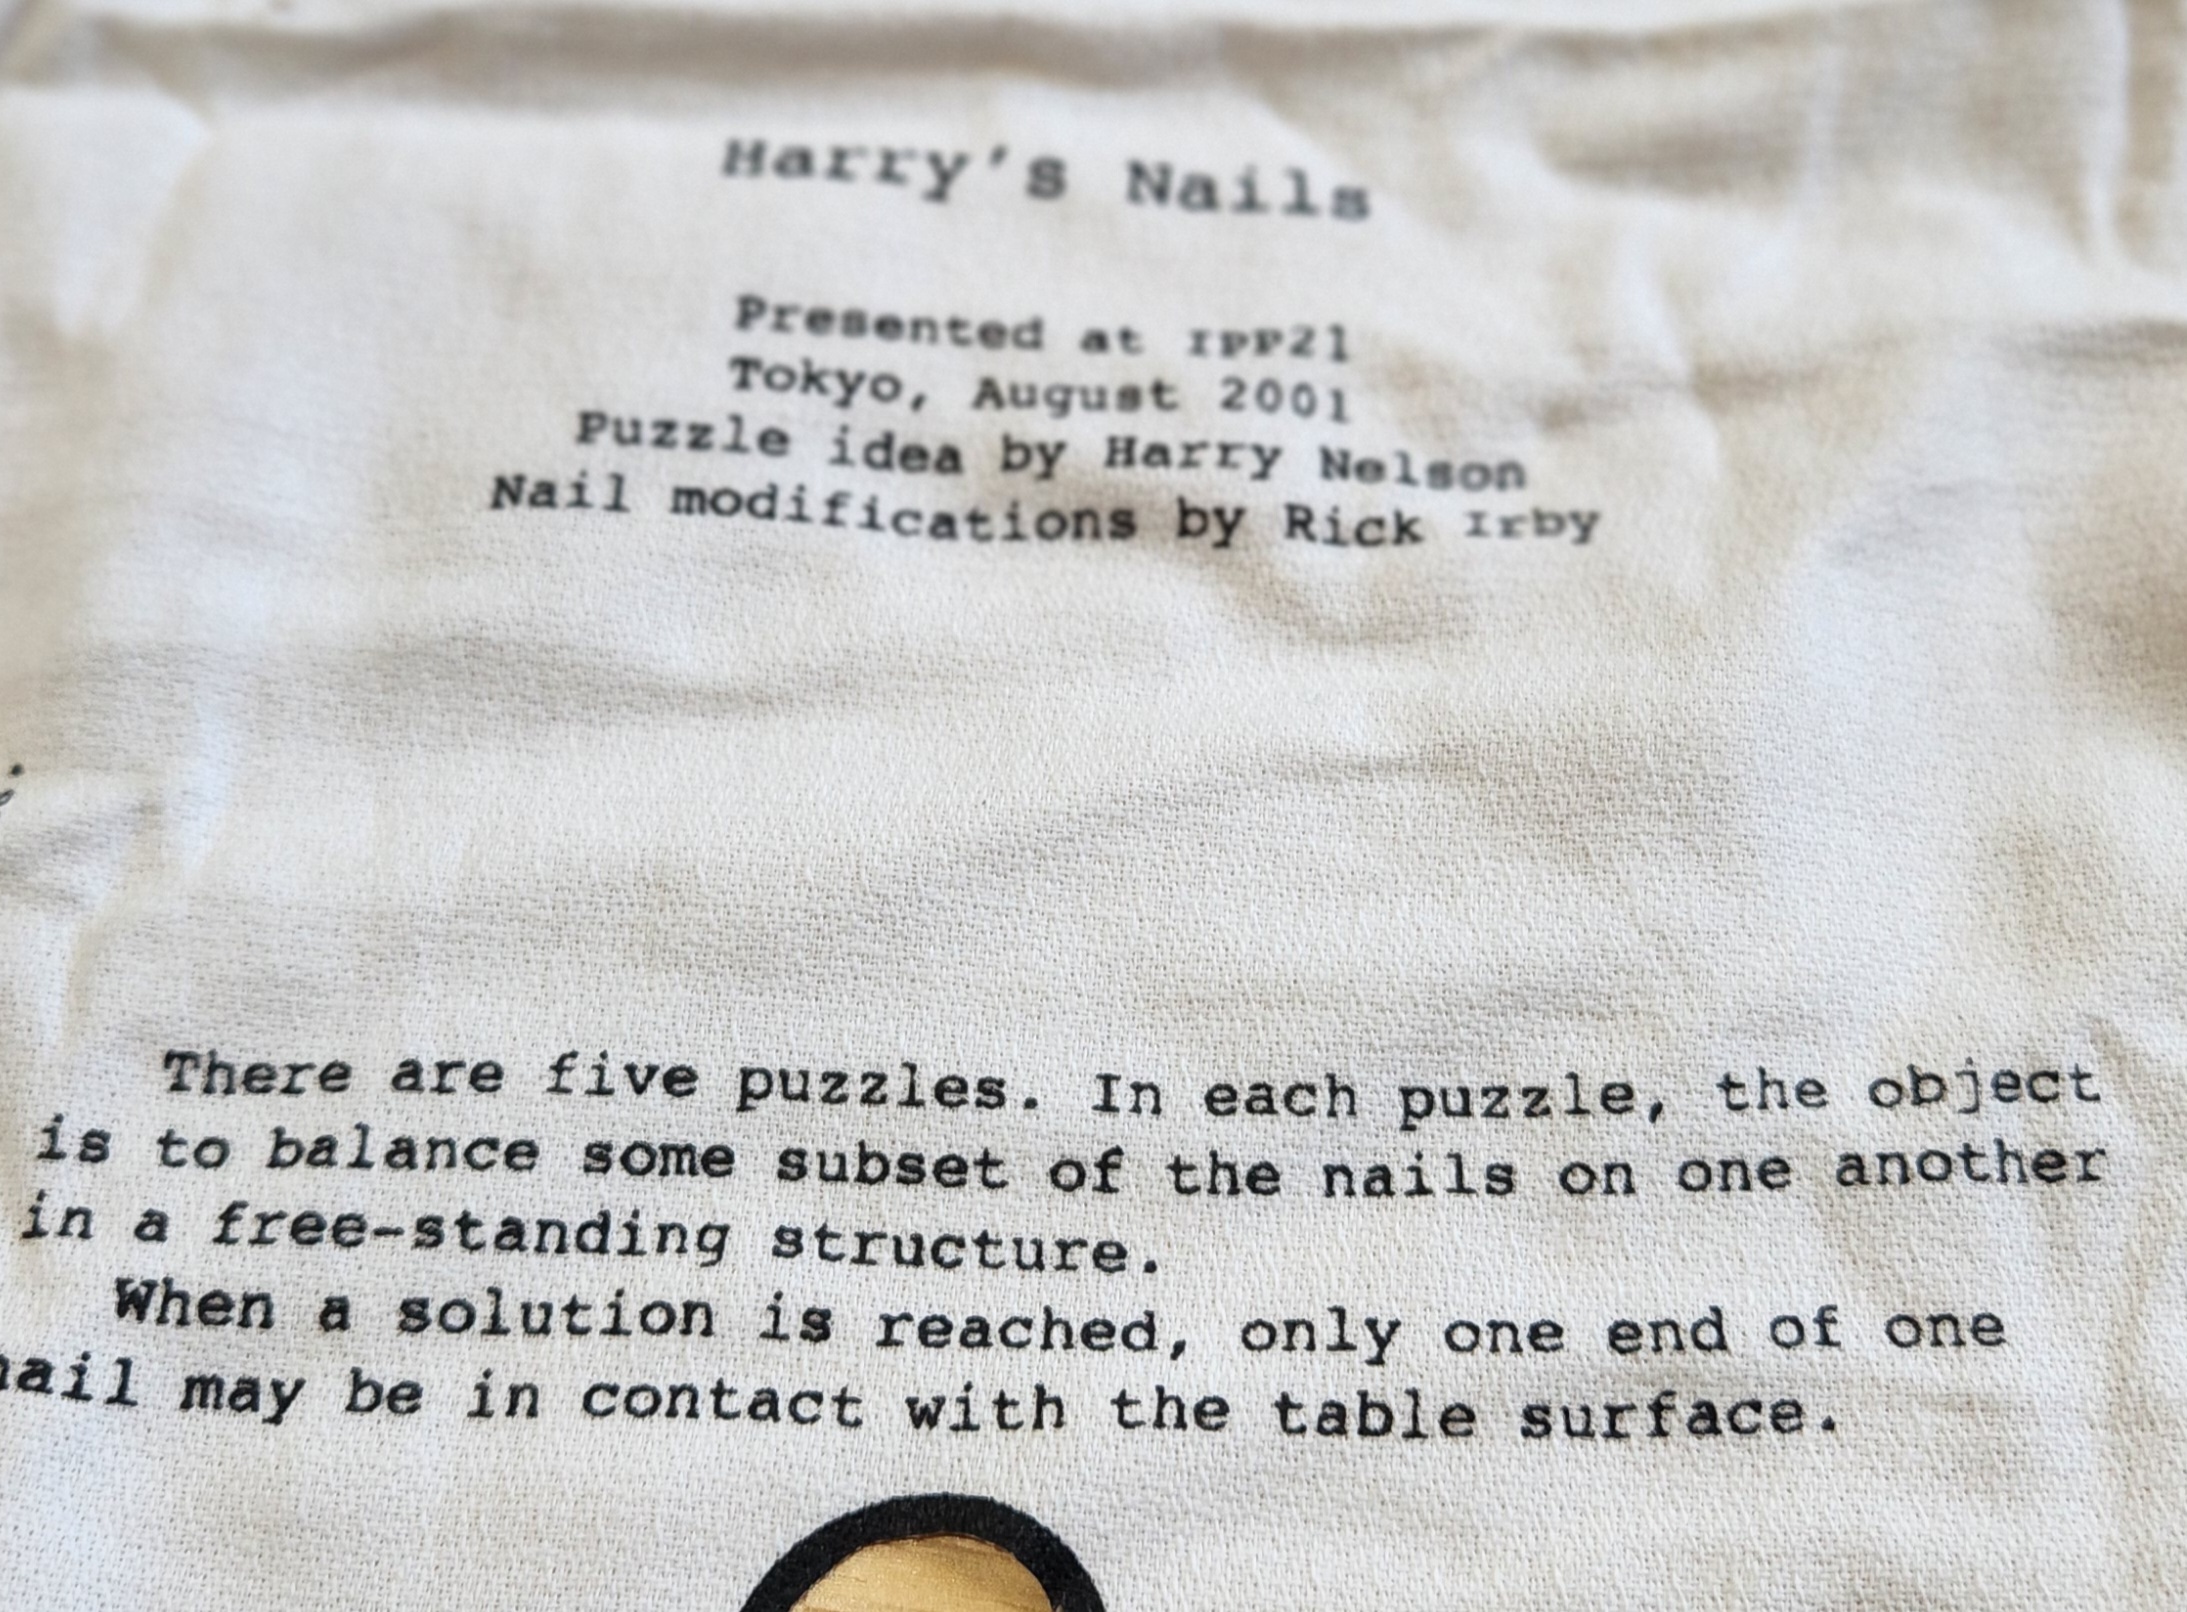 Harry's Nails
Presented at IPP21
Tokyo, August 2001
Puzzle idea by Harry Nelson
Nail modifications by Rick Irby
There are five puzzles. In each puzzle, the object
is to balance some subset of the nails on one another
in a free-standing structure.
When a solution is reached, only one end of one
nail may be in contact with the table surface.